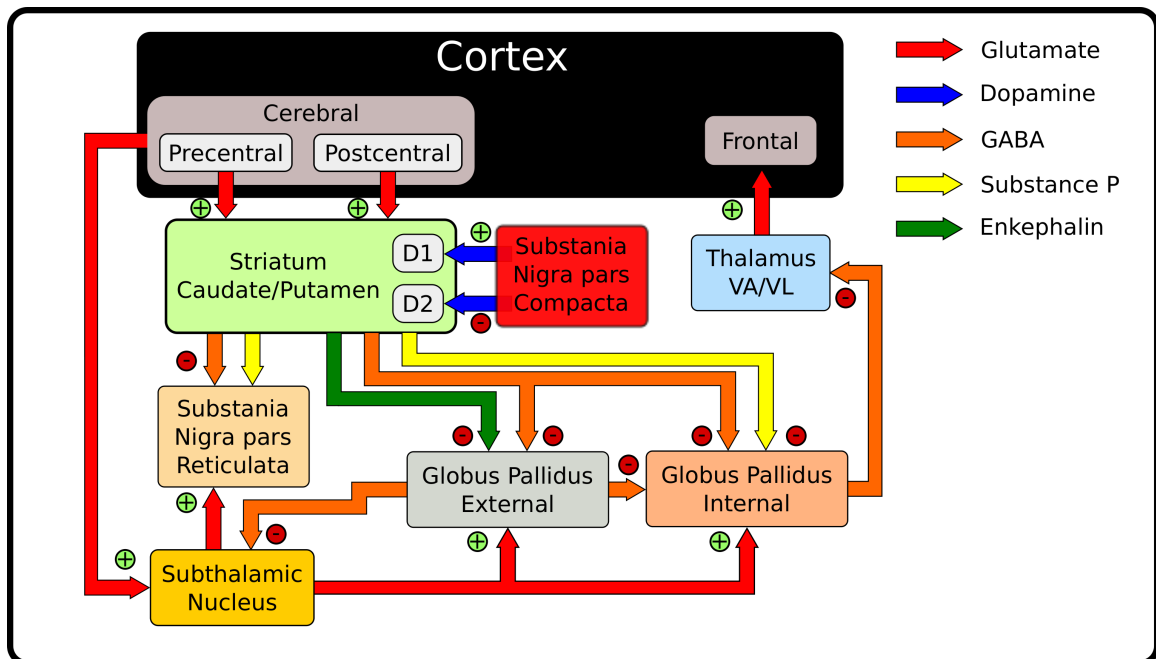 Cortex
Cerebral
Precentral
Postcentral
Frontal
Glutamate
Dopamine
GABA
Substance P
Enkephalin
+
+
+
+
Striatum
Caudate/Putamen
D1
D2
Substania
Nigra pars
Compacta
-
Thalamus
VA/VL
-
-
Substania
Nigra pars
Reticulata
-
-
-
-
Globus Pallidus
External
-
Globus Pallidus
Internal
+
-
+
+
+
Subthalamic
Nucleus